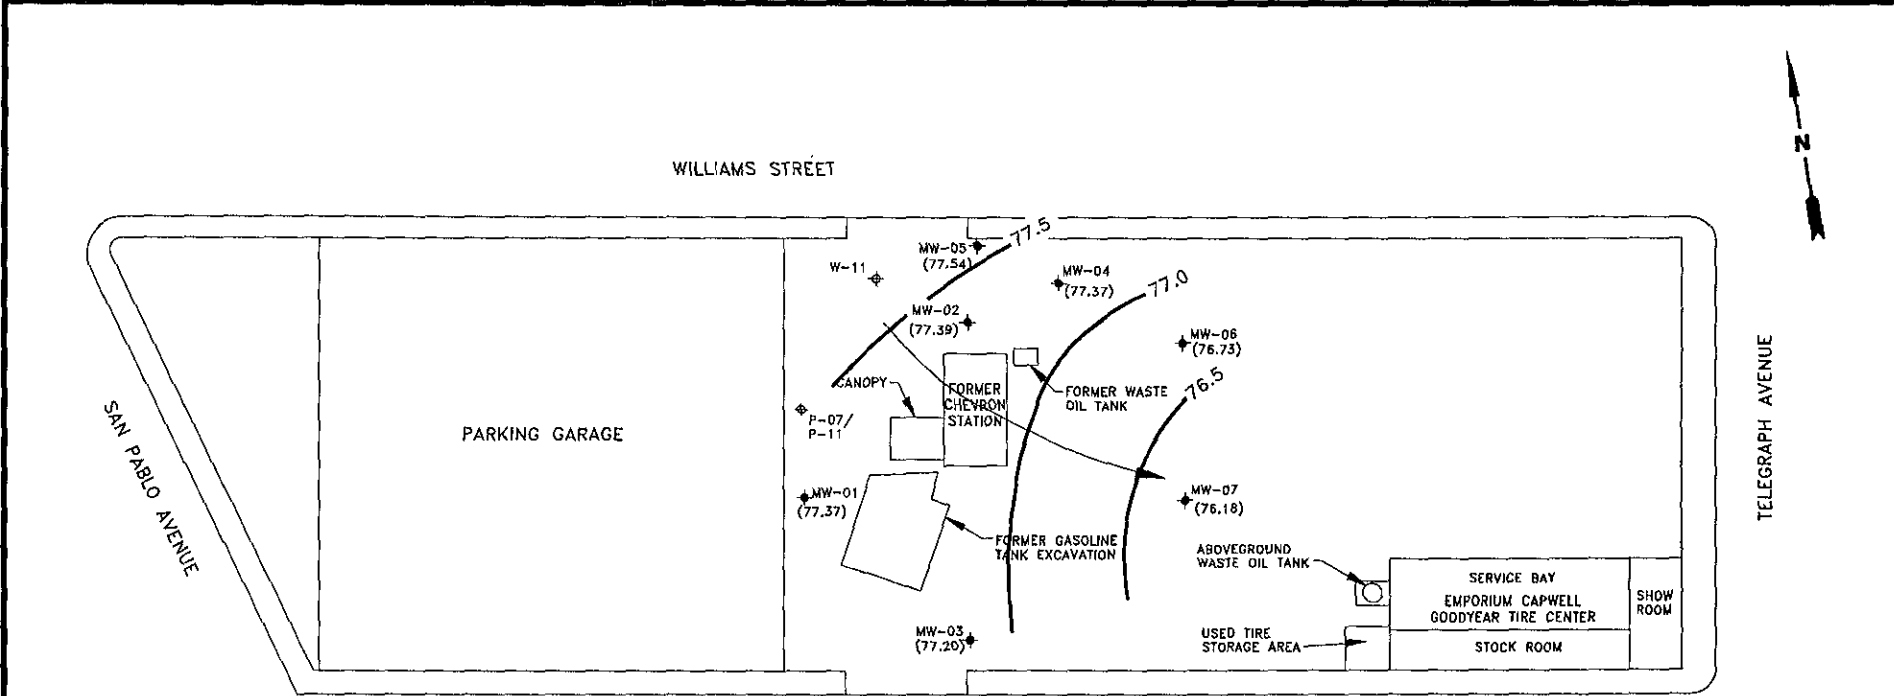 WILLIAMS STREET
N
77.5
MW-05
(77.54)
W-11
MW-04
(77.37)
77.0
MW-02
(77.39)
MW-06
(76.73)
76.5
CANOPY
FORMER
CHEVRON
STATION
FORMER WASTE
OIL TANK
P-07/
P-11
PARKING GARAGE
SAN PABLO AVENUE
TELEGRAPH AVENUE
MW-01
(77.37)
MW-07
(76.18)
FORMER GASOLINE
TANK EXCAVATION
ABOVEGROUND
WASTE OIL TANK
SERVICE BAY
EMPORIUM CAPWELL
GOODYEAR TIRE CENTER
SHOW
ROOM
MW-03
(77.20)
USED TIRE
STORAGE AREA
STOCK ROOM